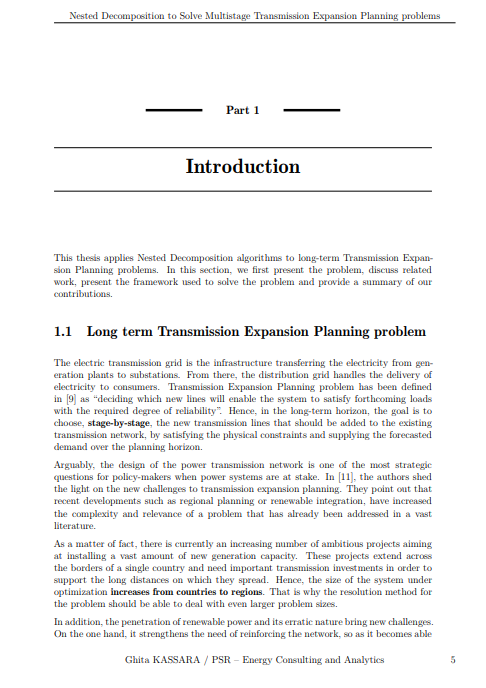 Nested Decomposition to Solve Multistage Transmission Expansion Planning problems
Part 1
Introduction
This thesis applies Nested Decomposition algorithms to long-term Transmission Expan-
sion Planning problems. In this section, we first present the problem, discuss related
work, present the framework used to solve the problem and provide a summary of our
contributions.
1.1 Long term Transmission Expansion Planning problem
The electric transmission grid is the infrastructure transferring the electricity from gen-
eration plants to substations. From there, the distribution grid handles the delivery of
electricity to consumers. Transmission Expansion Planning problem has been defined
in [9] as “deciding which new lines will enable the system to satisfy forthcoming loads
with the required degree of reliability”. Hence, in the long-term horizon, the goal is to
choose, stage-by-stage, the new transmission lines that should be added to the existing
transmission network, by satisfying the physical constraints and supplying the forecasted
demand over the planning horizon.
Arguably, the design of the power transmission network is one of the most strategic
questions for policy-makers when power systems are at stake. In [11], the authors shed
the light on the new challenges to transmission expansion planning. They point out that
recent developments such as regional planning or renewable integration, have increased
the complexity and relevance of a problem that has already been addressed in a vast
literature.
As a matter of fact, there is currently an increasing number of ambitious projects aiming
at installing a vast amount of new generation capacity. These projects extend across
the borders of a single country and need important transmission investments in order to
support the long distances on which they spread. Hence, the size of the system under
optimization increases from countries to regions. That is why the resolution method for
the problem should be able to deal with even larger problem sizes.
In addition, the penetration of renewable power and its erratic nature bring new challenges.
On the one hand, it strengthens the need of reinforcing the network, so as it becomes able
Ghita KASSARA / PSR – Energy Consulting and Analytics 5